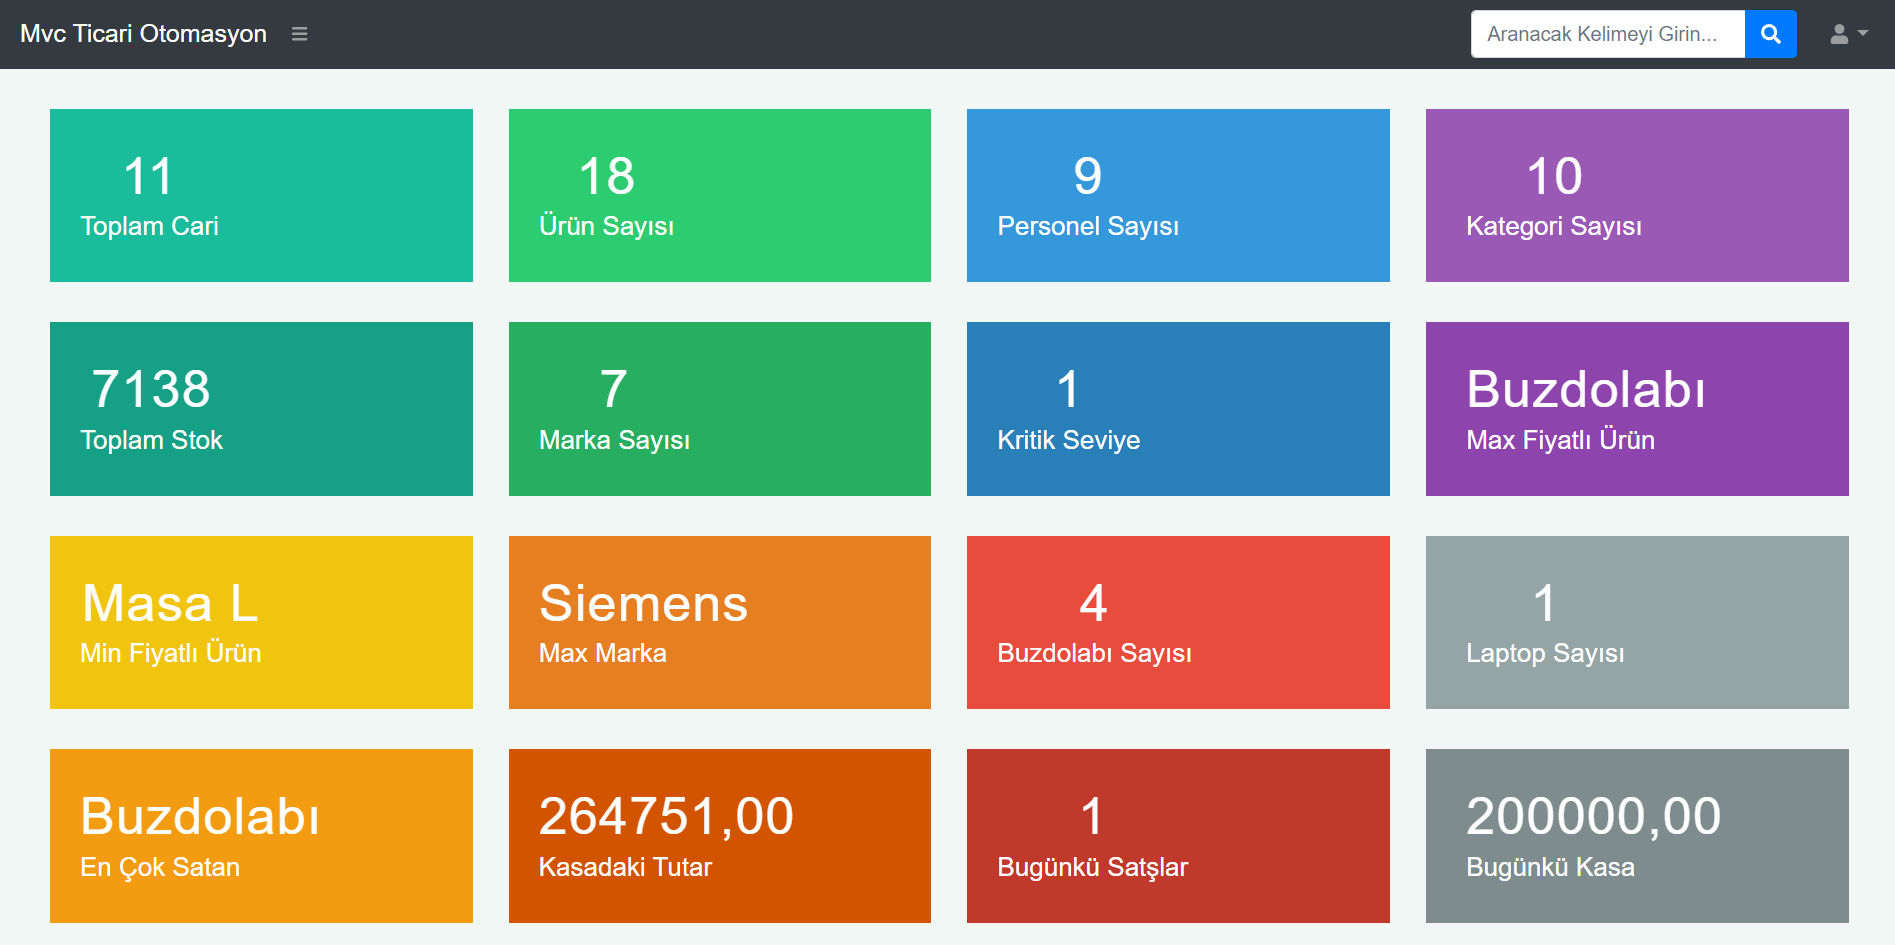 Mvc Ticari Otomasyon
Aranacak Kelimeyi Girin...
11
Toplam Cari
18
Ürün Sayısı
9
Personel Sayısı
10
Kategori Sayısı
7138
Toplam Stok
7
Marka Sayısı
1
Kritik Seviye
Buzdolabı
Max Fiyatlı Ürün
Masa L
Min Fiyatlı Ürün
Siemens
Max Marka
4
Buzdolabı Sayısı
1
Laptop Sayısı
Buzdolabı
En Çok Satan
264751,00
Kasadaki Tutar
1
Bugünkü Satşlar
200000,00
Bugünkü Kasa